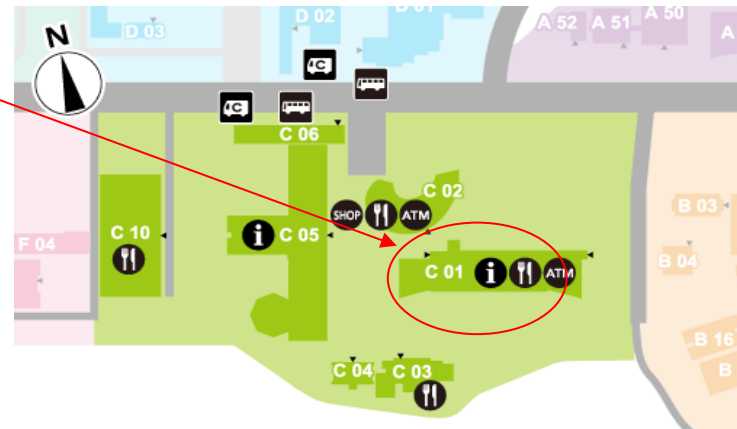 D 02
D 01
D 03
A 52
A 51
A 50
A
N
C
C
C 06
C 02
B 03
SHOP
ATM
C 10
i
C 05
F 04
B 04
C 01
i
ATM
B 16
B
C 04
C 03